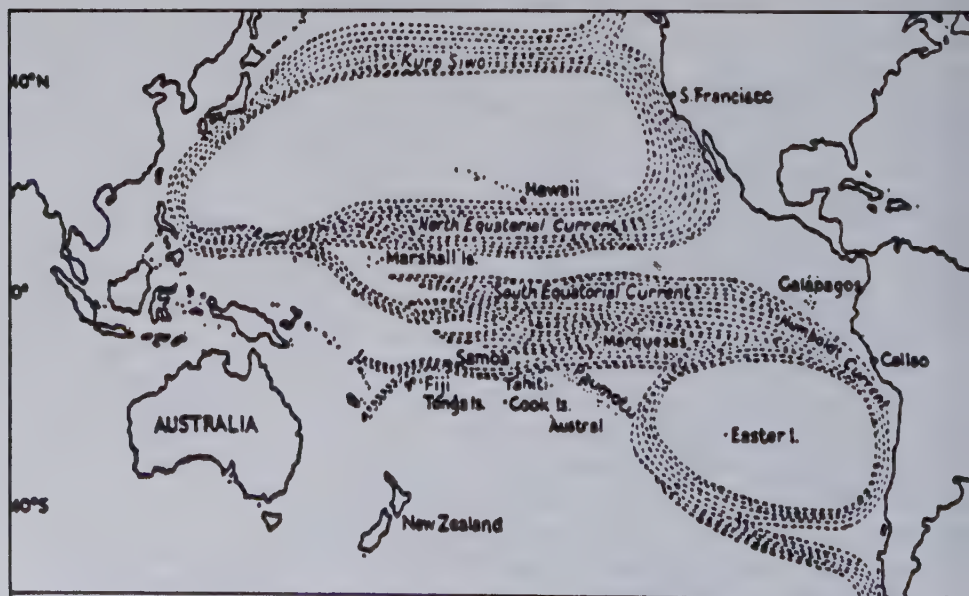 Kuro Siwo
40°N
S. Francisco
Hawaii
North Equatorial Current
Marshall Is.
0°
South Equatorial Current
Galápagos
Humboldt Current
Marquesas
Callao
Samoa
Fiji
Tahiti
Tonga Is.
Cook Is.
Austral
AUSTRALIA
Easter I.
40°S
New Zealand